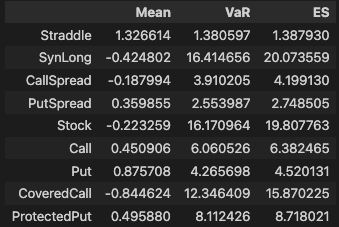 Mean VaR ES
Straddle 1.326614 1.380597 1.387930
SynLong -0.424802 16.414656 20.073559
CallSpread -0.187994 3.910205 4.199130
PutSpread 0.359855 2.553987 2.748505
Stock -0.223259 16.170964 19.807763
Call 0.450906 6.060526 6.382465
Put 0.875708 4.265698 4.520131
CoveredCall -0.844624 12.346409 15.870225
ProtectedPut 0.495880 8.112426 8.718021